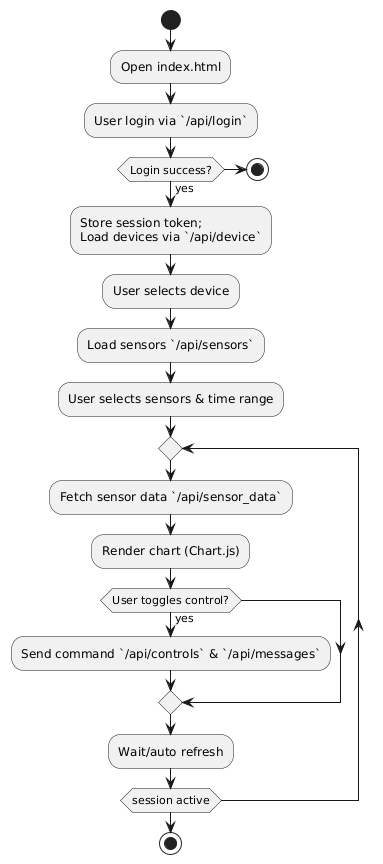 Open index.html
User login via `/api/login`
Login success?
yes
Store session token;
Load devices via `/api/device`
User selects device
Load sensors `/api/sensors`
User selects sensors & time range
Fetch sensor data `/api/sensor_data`
Render chart (Chart.js)
User toggles control?
yes
Send command `/api/controls` & `/api/messages`
Wait/auto refresh
session active